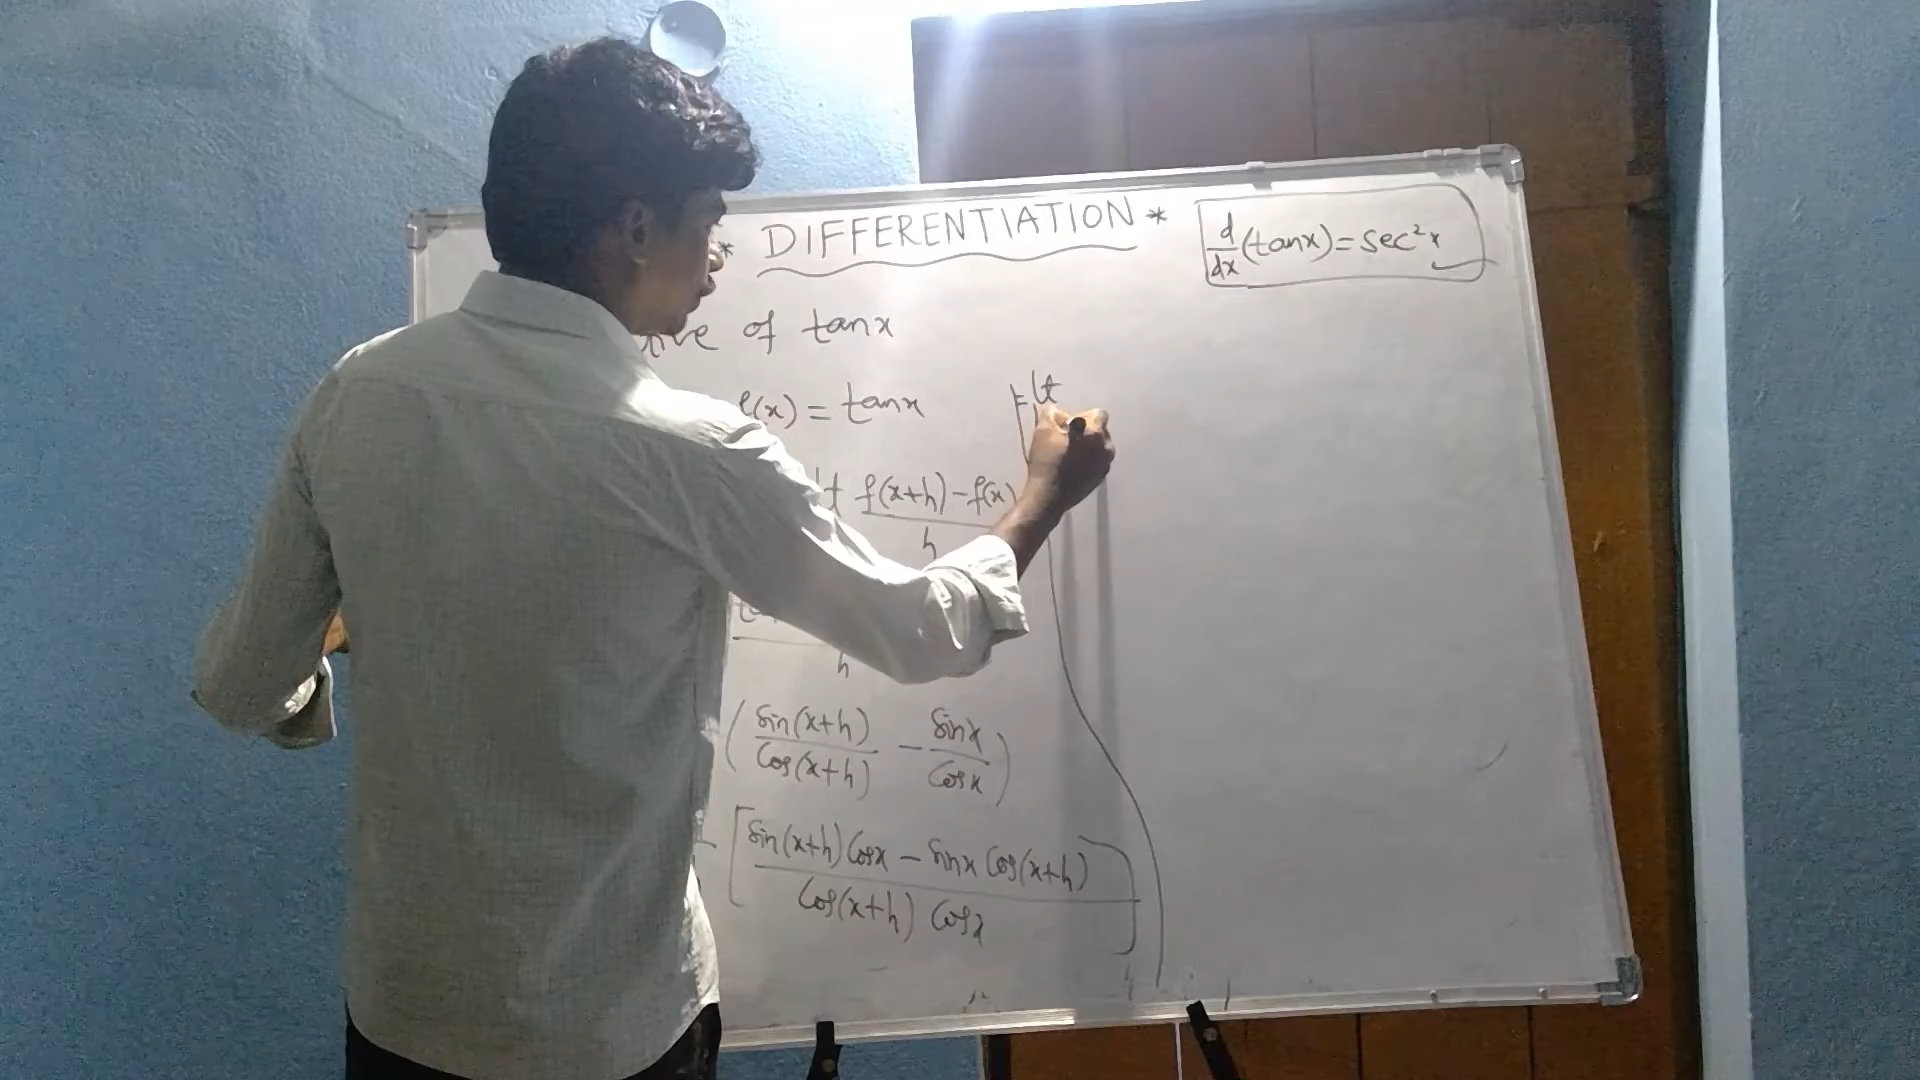 * DIFFERENTIATION *
d/dx (tanx) = sec²x
of tanx
f(x) = tanx
lt f(x+h) - f(x)
h
h
( sin(x+h)/cos(x+h) - sinx/cosx )
[ sin(x+h) cosx - sinx cos(x+h)
cos(x+h) cosx ]
= lt